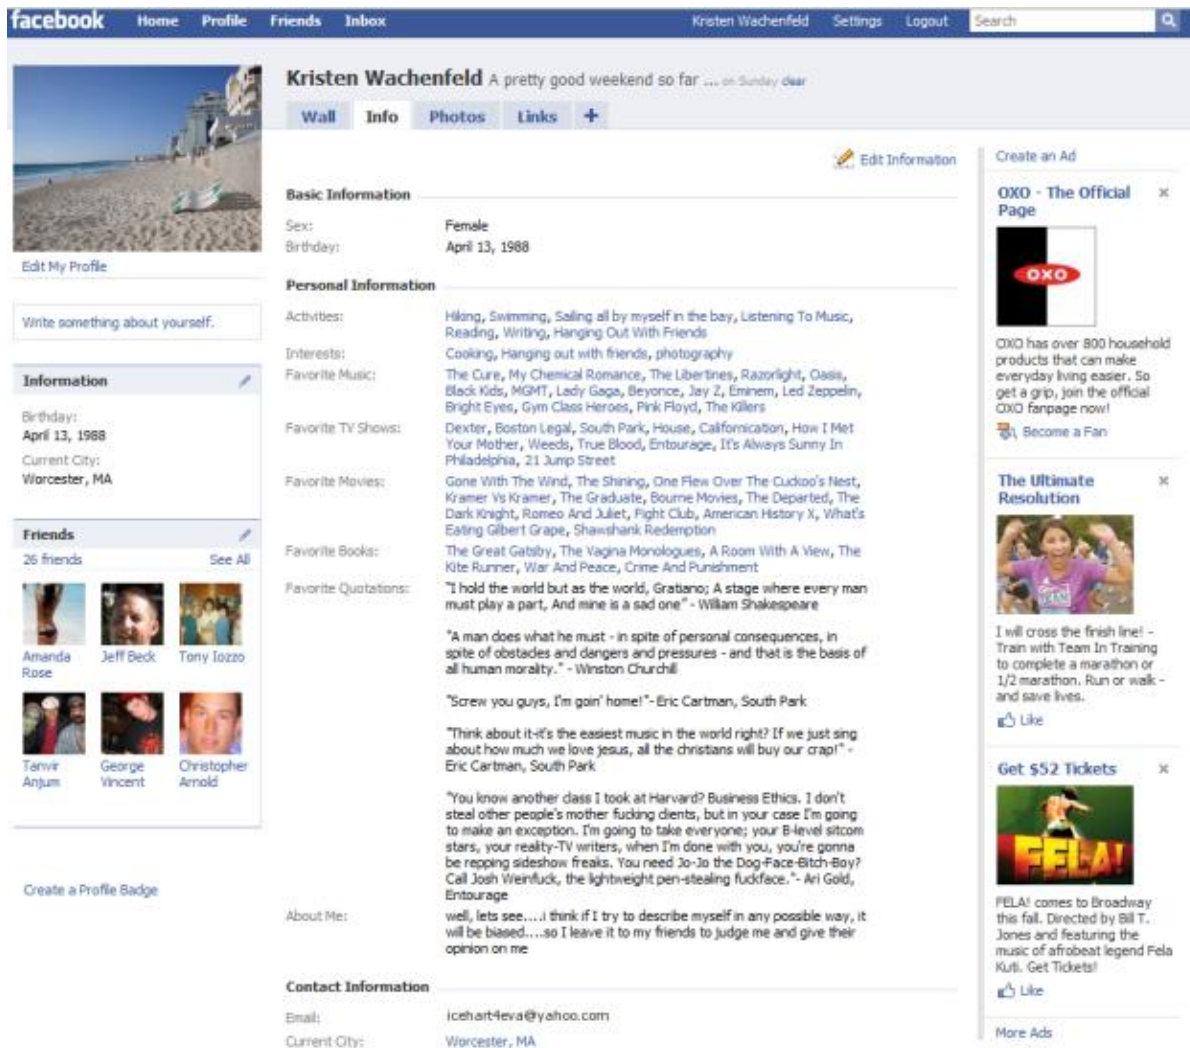 facebook Home Profile Friends Inbox Kristen Wachenfeld Settings Logout Search
Kristen Wachenfeld A pretty good weekend so far ... on Sunday clear
Wall Info Photos Links +
Edit My Profile
Write something about yourself.
Information
Birthday:
April 13, 1988
Current City:
Worcester, MA
Friends
26 friends See All
Amanda
Rose
Jeff Beck
Tony Iozzo
Tanvir
Anjum
George
Vincent
Christopher
Arnold
Create a Profile Badge
Edit Information
Basic Information
Sex: Female
Birthday: April 13, 1988
Personal Information
Activities: Hiking, Swimming, Sailing all by myself in the bay, Listening To Music,
Reading, Writing, Hanging Out With Friends
Interests: Cooking, Hanging out with friends, photography
Favorite Music: The Cure, My Chemical Romance, The Libertines, Razorlight, Oasis,
Black Kids, MGMT, Lady Gaga, Beyonce, Jay Z, Eminem, Led Zeppelin,
Bright Eyes, Gym Class Heroes, Pink Floyd, The Killers
Favorite TV Shows: Dexter, Boston Legal, South Park, House, Californication, How I Met
Your Mother, Weeds, True Blood, Entourage, It's Always Sunny In
Philadelphia, 21 Jump Street
Favorite Movies: Gone With The Wind, The Shining, One Flew Over The Cuckoo's Nest,
Kramer Vs Kramer, The Graduate, Bourne Movies, The Departed, The
Dark Knight, Romeo And Juliet, Fight Club, American History X, What's
Eating Gilbert Grape, Shawshank Redemption
Favorite Books: The Great Gatsby, The Vagina Monologues, A Room With A View, The
Kite Runner, War And Peace, Crime And Punishment
Favorite Quotations: "I hold the world but as the world, Gratiano; A stage where every man
must play a part, And mine is a sad one" - William Shakespeare
"A man does what he must - in spite of personal consequences, in
spite of obstacles and dangers and pressures - and that is the basis of
all human morality." - Winston Churchill
"Screw you guys, I'm goin' home!"- Eric Cartman, South Park
"Think about it-it's the easiest music in the world right? If we just sing
about how much we love jesus, all the christians will buy our crap!" -
Eric Cartman, South Park
"You know another class I took at Harvard? Business Ethics. I don't
steal other people's mother fucking clients, but in your case I'm going
to make an exception. I'm going to take everyone; your B-level sitcom
stars, your reality-TV writers, when I'm done with you, you're gonna
be repping sideshow freaks. You need Jo-Jo the Dog-Face-Bitch-Boy?
Call Josh Weinfuck, the lightweight pen-stealing fuckface."- Ari Gold,
Entourage
About Me: well, lets see....i think if I try to describe myself in any possible way, it
will be biased....so I leave it to my friends to judge me and give their
opinion on me
Contact Information
Email: icehart4eva@yahoo.com
Current City: Worcester, MA
Create an Ad
OXO - The Official
Page
OXO
OXO has over 800 household
products that can make
everyday living easier. So
get a grip, join the official
OXO fanpage now!
Become a Fan
The Ultimate
Resolution
TEAM
I will cross the finish line! -
Train with Team In Training
to complete a marathon or
1/2 marathon. Run or walk -
and save lives.
Like
Get $52 Tickets
FELA!
FELA! comes to Broadway
this fall. Directed by Bill T.
Jones and featuring the
music of afrobeat legend Fela
Kuti. Get Tickets!
Like
More Ads